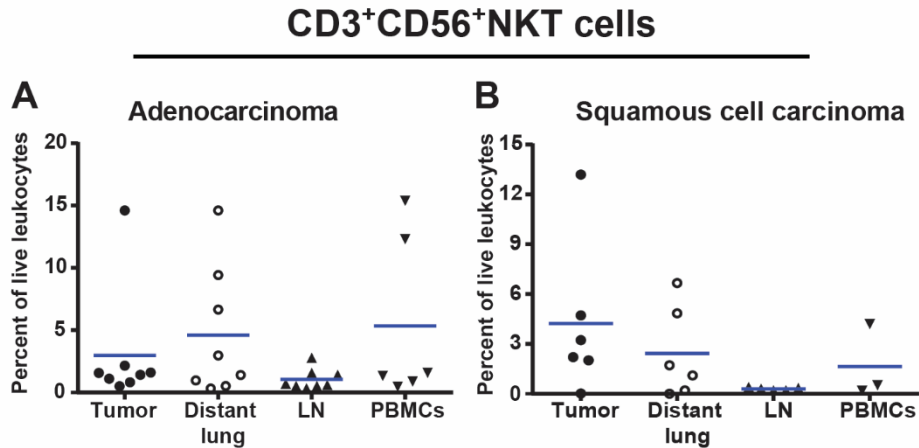 CD3⁺CD56⁺NKT cells
A
Adenocarcinoma
Percent of live leukocytes
20
15
10
5
0
Tumor
Distant
lung
LN
PBMCs
B
Squamous cell carcinoma
Percent of live leukocytes
15
12
9
6
3
0
Tumor
Distant
lung
LN
PBMCs